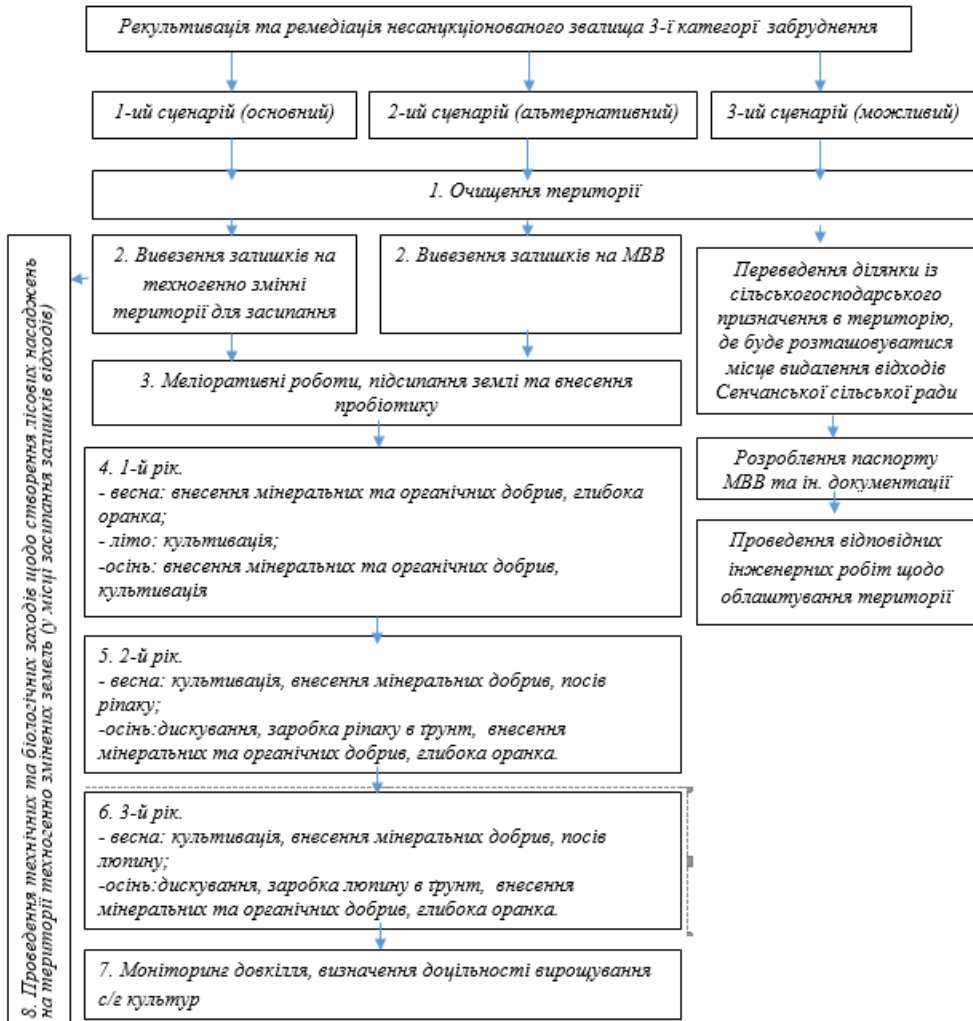 Рекультивація та ремедіація несанкціонованого звалища 3-ї категорї забруднення
1-ий сценарій (основний)
2-ий сценарій (альтернативний)
3-ий сценарій (можливий)
1. Очищення території
2. Вивезення залишків на
техногенно змінні
території для засипання
2. Вивезення залишків на МВВ
Переведення ділянки із
сільськогосподарського
призначення в територію,
де буде розташовуватися
місце видалення відходів
Сенчанської сільської ради
3. Меліоративні роботи, підсипання землі та внесення
пробіотику
4. 1-й рік.
- весна: внесення мінеральних та органічних добрив, глибока
оранка;
- літо: культивація;
-осінь: внесення мінеральних та органічних добрив,
культивація
Розроблення паспорту
МВВ та ін. документації
Проведення відповідних
інженерних робіт щодо
облаштування території
5. 2-й рік.
- весна: культивація, внесення мінеральних добрив, посів
ріпаку;
-осінь:дискування, заробка ріпаку в ґрунт, внесення
мінеральних та органічних добрив, глибока оранка.
6. 3-й рік.
- весна: культивація, внесення мінеральних добрив, посів
люпину;
-осінь:дискування, заробка люпину в ґрунт, внесення
мінеральних та органічних добрив, глибока оранка.
7. Моніторинг довкілля, визначення доцільності вирощування
с/г культур
8. Проведення технічних та біологічних заходів щодо створення лісових насаджень
на території техногенно змінених земель (у місці засипання залишків відходів)